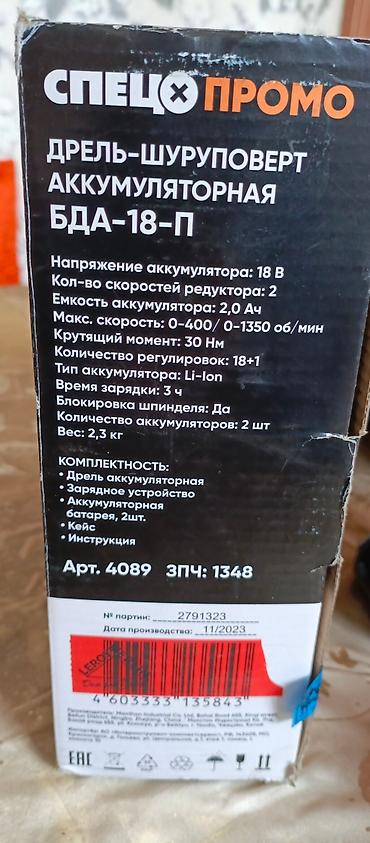 СПЕЦ ПРОМО
ДРЕЛЬ-ШУРУПОВЕРТ
АККУМУЛЯТОРНАЯ
БДА-18-П
Напряжение аккумулятора: 18 В
Кол-во скоростей редуктора: 2
Емкость аккумулятора: 2,0 Ач
Макс. скорость: 0-400/ 0-1350 об/мин
Крутящий момент: 30 Нм
Количество регулировок: 18+1
Тип аккумулятора: Li-Ion
Время зарядки: 3 ч
Блокировка шпинделя: Да
Количество аккумуляторов: 2 шт
Вес: 2,3 кг
КОМПЛЕКТНОСТЬ:
• Дрель аккумуляторная
• Зарядное устройство
• Аккумуляторная
батарея, 2шт.
• Кейс
• Инструкция
Арт. 4089 ЗПЧ: 1348
№ партии: 2791323
Дата производства: 11/2023
LEROY
4 603333 135843
EAC